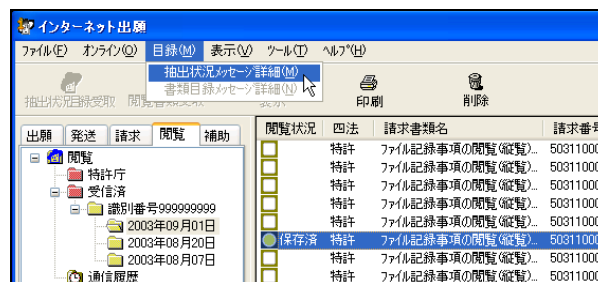 インターネット出願
ファイル(F) オンライン(O) 目録(M) 表示(V) ツール(T) ヘルプ(H)
抽出状況メッセージ詳細(M)
書類目録メッセージ詳細(N)
抽出状況目録受取 閲覧書類受取 表示 印刷 削除
出願 発送 請求 閲覧 補助
閲覧
特許庁
受信済
識別番号999999999
2003年09月01日
2003年08月20日
2003年08月07日
通信履歴
閲覧状況 四法 請求書類名 請求番号
特許 ファイル記録事項の閲覧(縦覧)... 50311000
特許 ファイル記録事項の閲覧(縦覧)... 50311000
特許 ファイル記録事項の閲覧(縦覧)... 50311000
特許 ファイル記録事項の閲覧(縦覧)... 50311000
特許 ファイル記録事項の閲覧(縦覧)... 50311000
保存済 特許 ファイル記録事項の閲覧(縦覧)... 50311000
特許 ファイル記録事項の閲覧(縦覧)... 50311000
特許 ファイル記録事項の閲覧(縦覧)... 50311000